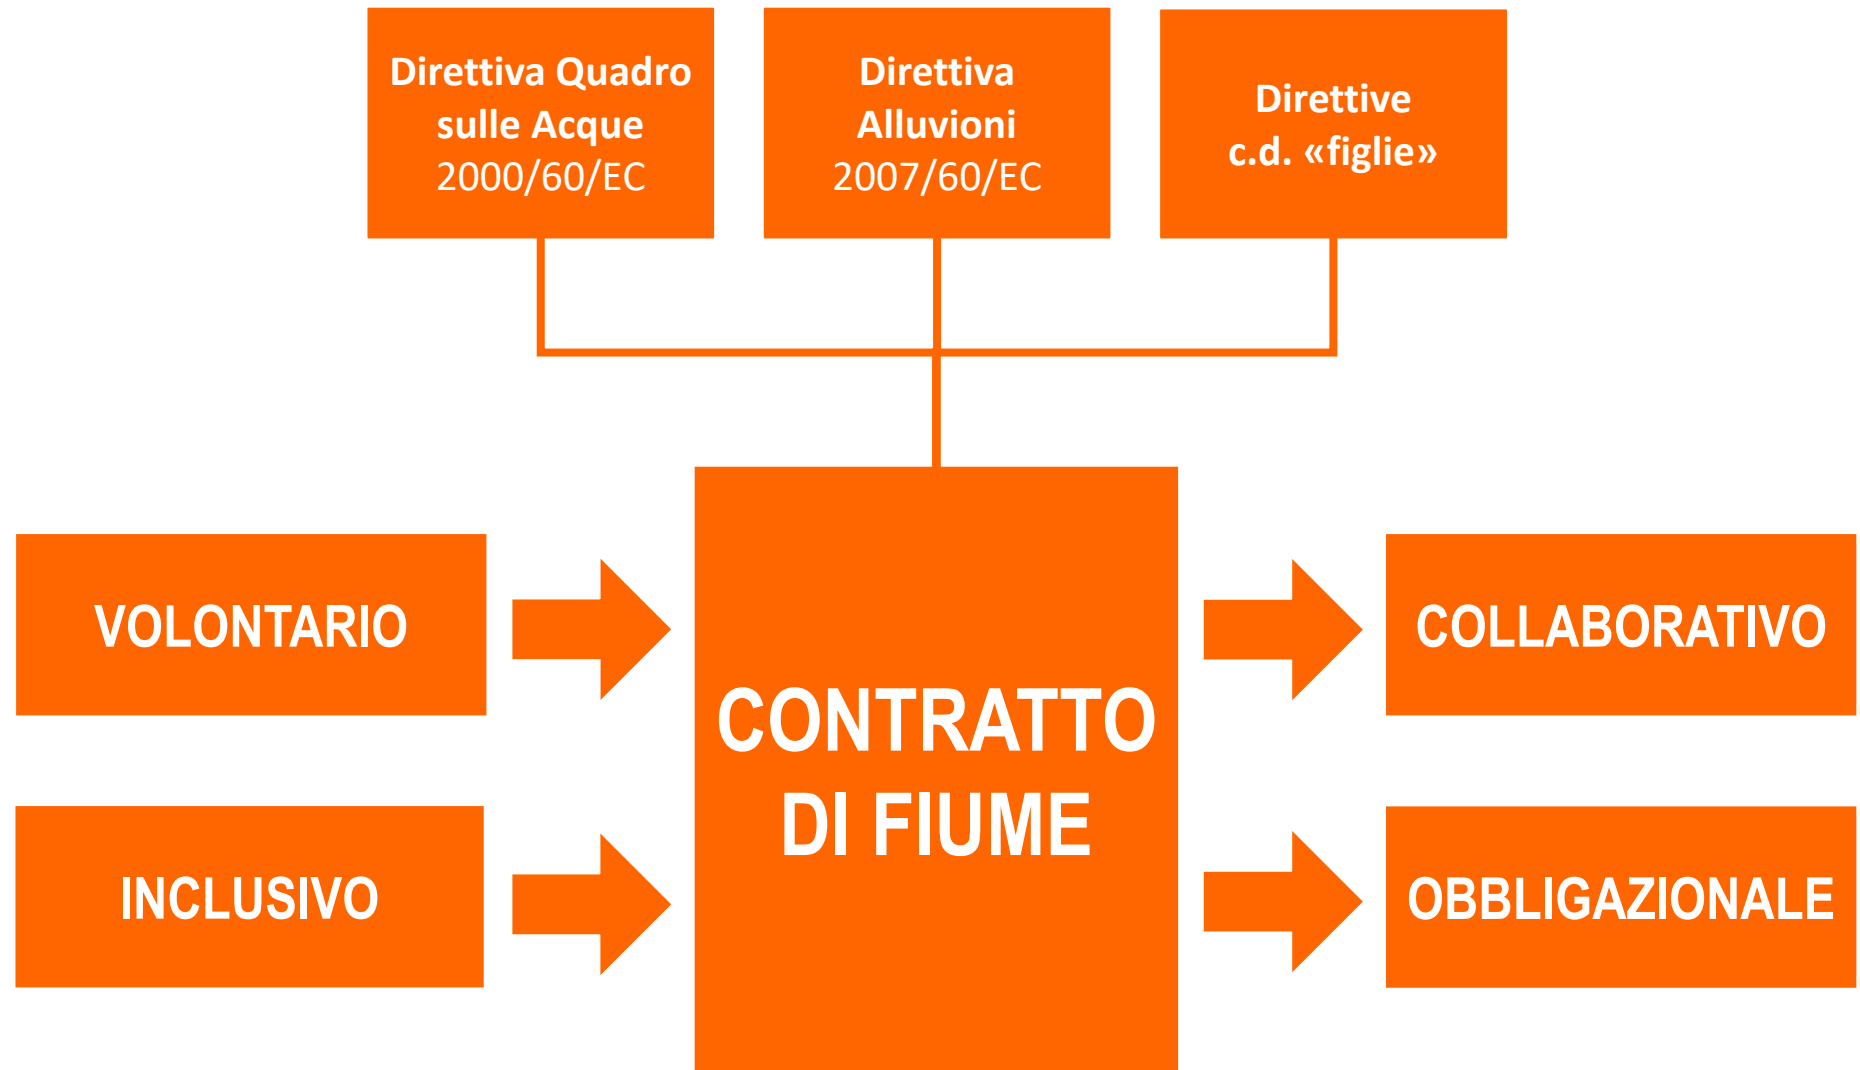 Direttiva Quadro
sulle Acque
2000/60/EC
Direttiva
Alluvioni
2007/60/EC
Direttive
c.d. «figlie»
VOLONTARIO
INCLUSIVO
CONTRATTO
DI FIUME
COLLABORATIVO
OBBLIGAZIONALE